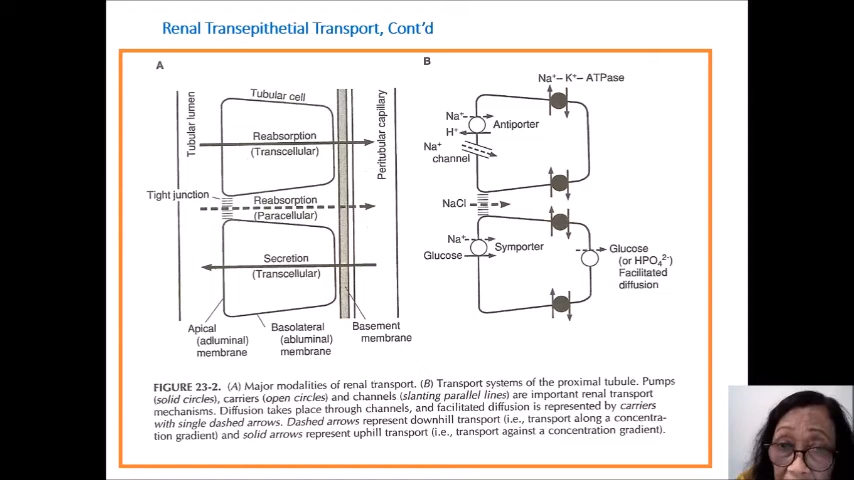 Renal Transepithetial Transport, Cont'd
A
Tubular cell
Tubular lumen
Reabsorption
(Transcellular)
Peritubular capillary
Tight junction
Reabsorption
(Paracellular)
Secretion
(Transcellular)
Apical
(adluminal)
membrane
Basolateral
(abluminal)
membrane
Basement
membrane
B
Na⁺– K⁺– ATPase
Na⁺
H⁺
Antiporter
Na⁺
channel
NaCl
Na⁺
Glucose
Symporter
Glucose
(or HPO₄²⁻)
Facilitated
diffusion
FIGURE 23-2. (A) Major modalities of renal transport. (B) Transport systems of the proximal tubule. Pumps
(solid circles), carriers (open circles) and channels (slanting parallel lines) are important renal transport
mechanisms. Diffusion takes place through channels, and facilitated diffusion is represented by carriers
with single dashed arrows. Dashed arrows represent downhill transport (i.e., transport along a concentra-
tion gradient) and solid arrows represent uphill transport (i.e., transport against a concentration gradient).